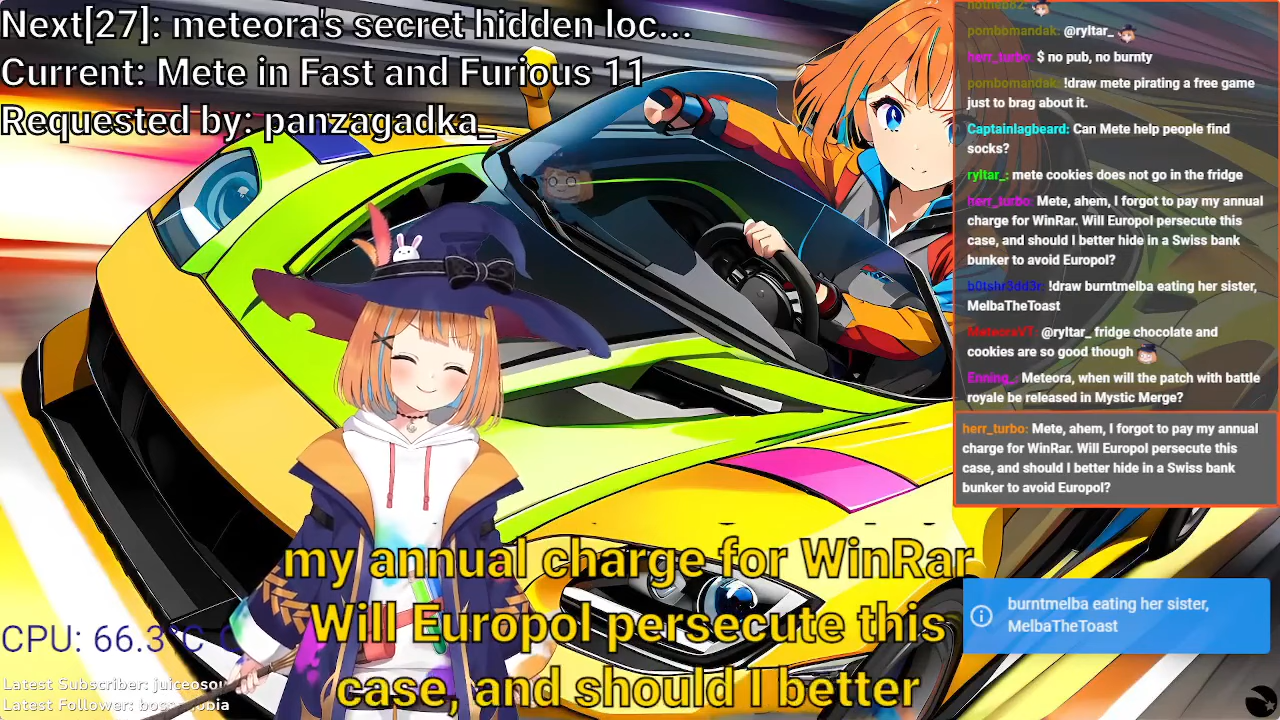 Next[27]: meteora's secret hidden loc...
Current: Mete in Fast and Furious 11
Requested by: panzagadka_
pombomandak: @ryltar_
herr_turbo: $ no pub, no burnty
pombomandak: !draw mete pirating a free game
just to brag about it.
Captainlagbeard: Can Mete help people find
socks?
ryltar_: mete cookies does not go in the fridge
herr_turbo: Mete, ahem, I forgot to pay my annual
charge for WinRar. Will Europol persecute this
case, and should I better hide in a Swiss bank
bunker to avoid Europol?
b0tshr3dd3r: !draw burntmelba eating her sister,
MelbaTheToast
MeteoraVT: @ryltar_ fridge chocolate and
cookies are so good though
Enning_: Meteora, when will the patch with battle
royale be released in Mystic Merge?
herr_turbo: Mete, ahem, I forgot to pay my annual
charge for WinRar. Will Europol persecute this
case, and should I better hide in a Swiss bank
bunker to avoid Europol?
my annual charge for WinRar
Will Europol persecute this
case, and should I better
burntmelba eating her sister,
MelbaTheToast
CPU: 66.3°C
Latest Subscriber:
Latest Follower: